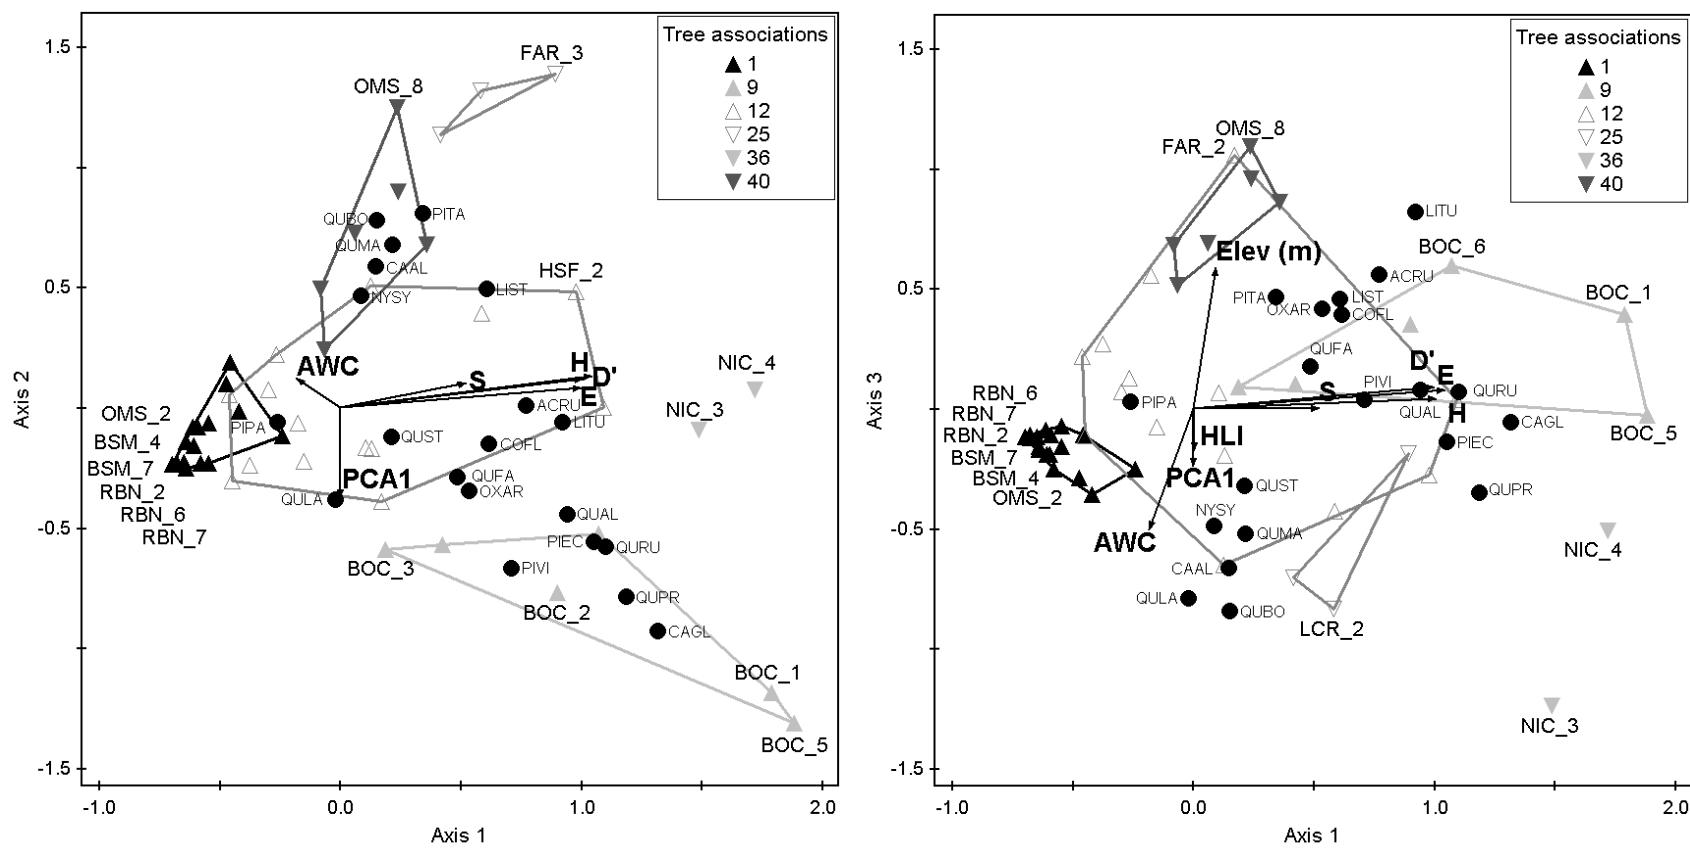 Tree associations
1
9
12
25
36
40
FAR_3
OMS_8
QUBO
PITA
QUMA
CAAL
NYSY
LIST
HSF_2
AWC
S
H
D'
E
NIC_4
NIC_3
OMS_2
PIPA
BSM_4
BSM_7
RBN_2
RBN_6
RBN_7
ACRU
LITU
QUST
COFL
PCA1
QUFA
OXAR
QULA
QUAL
PIEC
QURU
BOC_3
PIVI
BOC_2
QUPR
CAGL
BOC_1
BOC_5
1.5
0.5
-0.5
-1.5
Axis 2
-1.0
0.0
1.0
2.0
Axis 1
Tree associations
1
9
12
25
36
40
OMS_8
FAR_2
LITU
BOC_6
Elev (m)
ACRU
BOC_1
PITA
LIST
OXAR
COFL
QUFA
D'
E
RBN_6
PIVI
S
QURU
RBN_7
PIPA
QUAL
H
CAGL
RBN_2
HLI
PIEC
BOC_5
BSM_7
BSM_4
PCA1
OMS_2
QUST
QUPR
NYSY
AWC
QUMA
NIC_4
CAAL
QULA
QUBO
LCR_2
NIC_3
1.5
0.5
-0.5
-1.5
Axis 3
-1.0
0.0
1.0
2.0
Axis 1